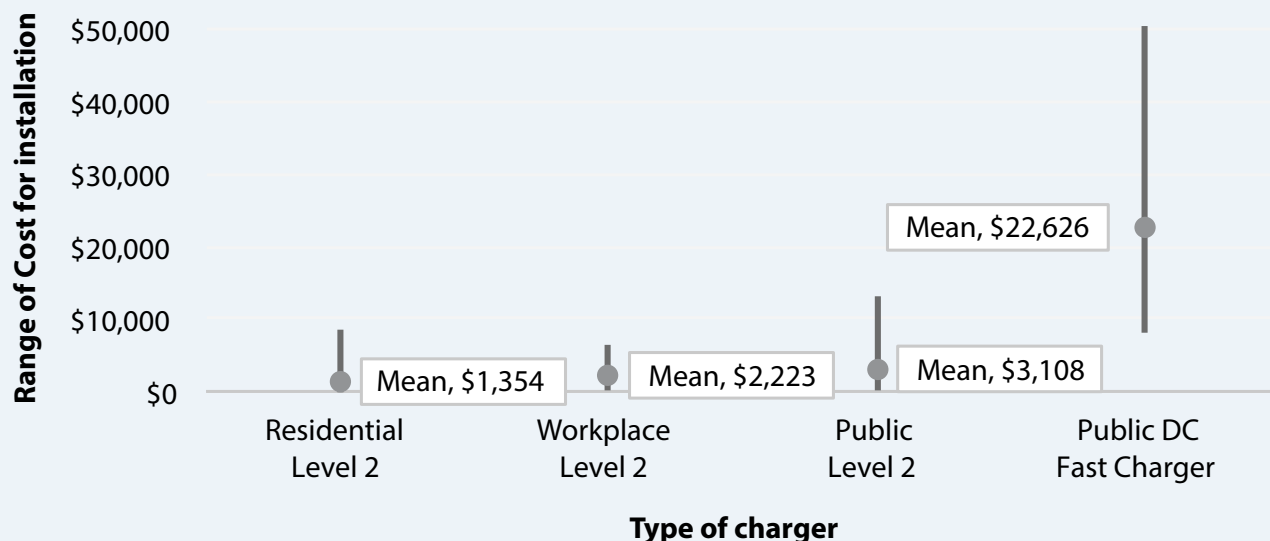 Range of Cost for installation
$50,000
$40,000
$30,000
$20,000
$10,000
$0
Mean, $1,354
Mean, $2,223
Mean, $3,108
Mean, $22,626
Residential
Level 2
Workplace
Level 2
Public
Level 2
Public DC
Fast Charger
Type of charger